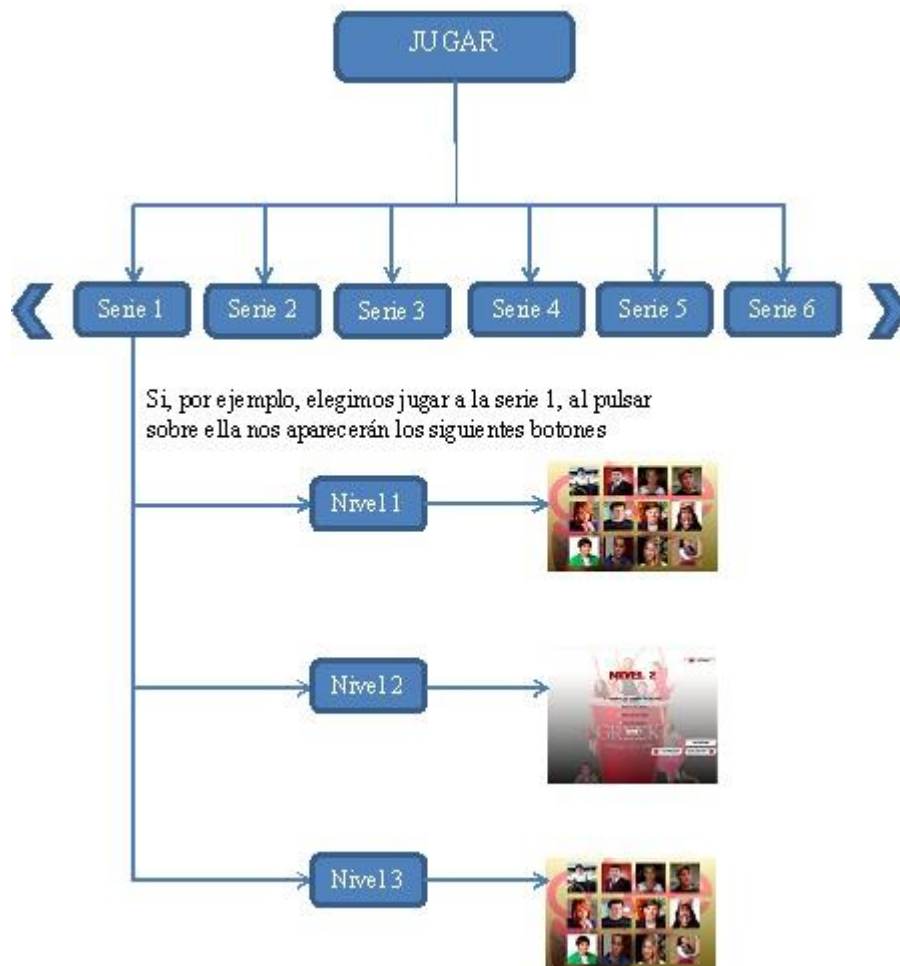 JUGAR
Serie 1
Serie 2
Serie 3
Serie 4
Serie 5
Serie 6
Si, por ejemplo, elegimos jugar a la serie 1, al pulsar
sobre ella nos aparecerán los siguientes botones
Nivel 1
Nivel 2
NIVEL 2
GREEK
Nivel 3